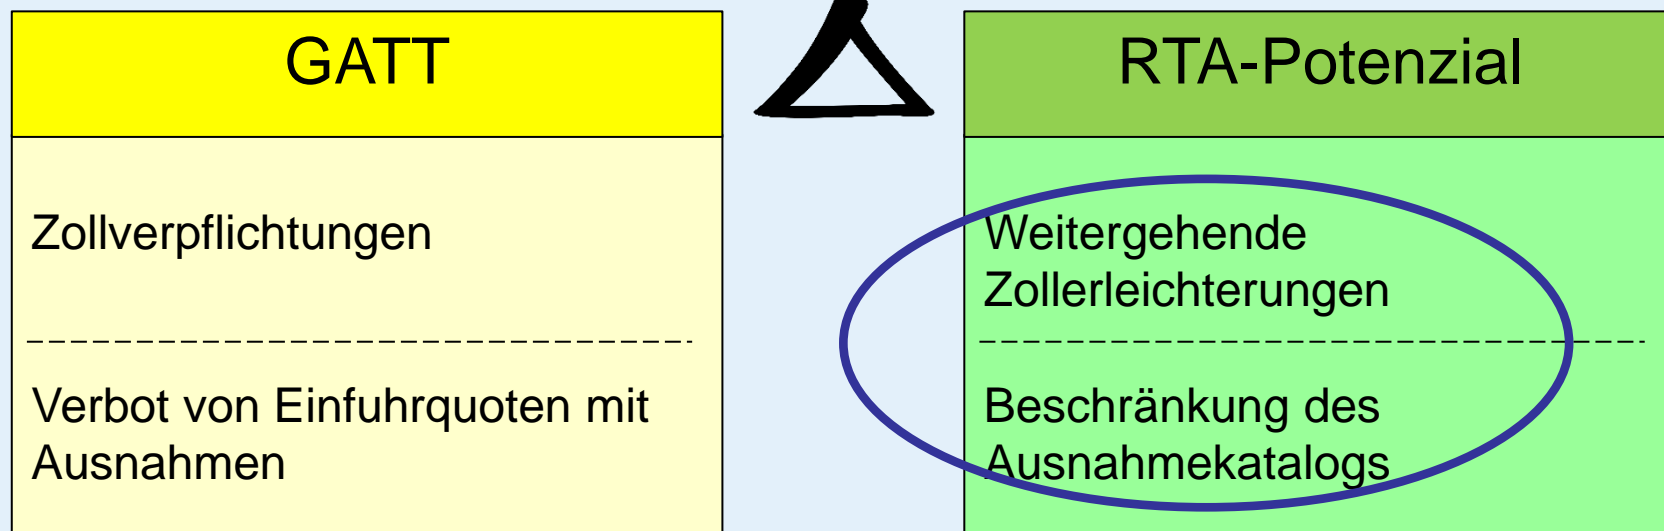 GATT
RTA-Potenzial
Zollverpflichtungen
Weitergehende
Zollerleichterungen
Verbot von Einfuhrquoten mit
Ausnahmen
Beschränkung des
Ausnahmekatalogs